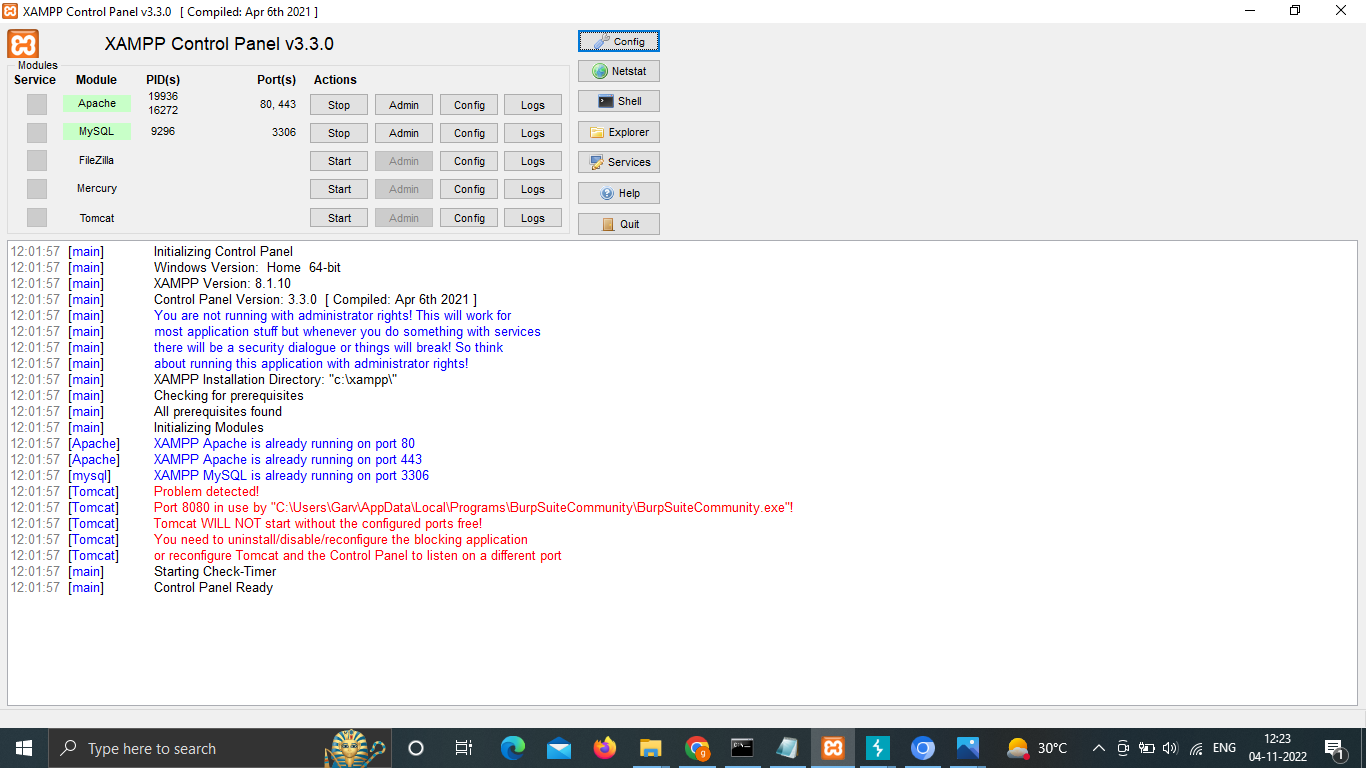 XAMPP Control Panel v3.3.0 [ Compiled: Apr 6th 2021 ]
XAMPP Control Panel v3.3.0
Config
Modules
Service Module PID(s) Port(s) Actions
Netstat
Apache 19936 16272 80, 443 Stop Admin Config Logs
Shell
MySQL 9296 3306 Stop Admin Config Logs
Explorer
FileZilla Start Admin Config Logs
Services
Mercury Start Admin Config Logs
Help
Tomcat Start Admin Config Logs
Quit
12:01:57 [main] Initializing Control Panel
12:01:57 [main] Windows Version: Home 64-bit
12:01:57 [main] XAMPP Version: 8.1.10
12:01:57 [main] Control Panel Version: 3.3.0 [ Compiled: Apr 6th 2021 ]
12:01:57 [main] You are not running with administrator rights! This will work for
12:01:57 [main] most application stuff but whenever you do something with services
12:01:57 [main] there will be a security dialogue or things will break! So think
12:01:57 [main] about running this application with administrator rights!
12:01:57 [main] XAMPP Installation Directory: "c:\xampp\"
12:01:57 [main] Checking for prerequisites
12:01:57 [main] All prerequisites found
12:01:57 [main] Initializing Modules
12:01:57 [Apache] XAMPP Apache is already running on port 80
12:01:57 [Apache] XAMPP Apache is already running on port 443
12:01:57 [mysql] XAMPP MySQL is already running on port 3306
12:01:57 [Tomcat] Problem detected!
12:01:57 [Tomcat] Port 8080 in use by "C:\Users\Garv\AppData\Local\Programs\BurpSuiteCommunity\BurpSuiteCommunity.exe"!
12:01:57 [Tomcat] Tomcat WILL NOT start without the configured ports free!
12:01:57 [Tomcat] You need to uninstall/disable/reconfigure the blocking application
12:01:57 [Tomcat] or reconfigure Tomcat and the Control Panel to listen on a different port
12:01:57 [main] Starting Check-Timer
12:01:57 [main] Control Panel Ready
Type here to search
30°C
ENG
12:23
04-11-2022
1